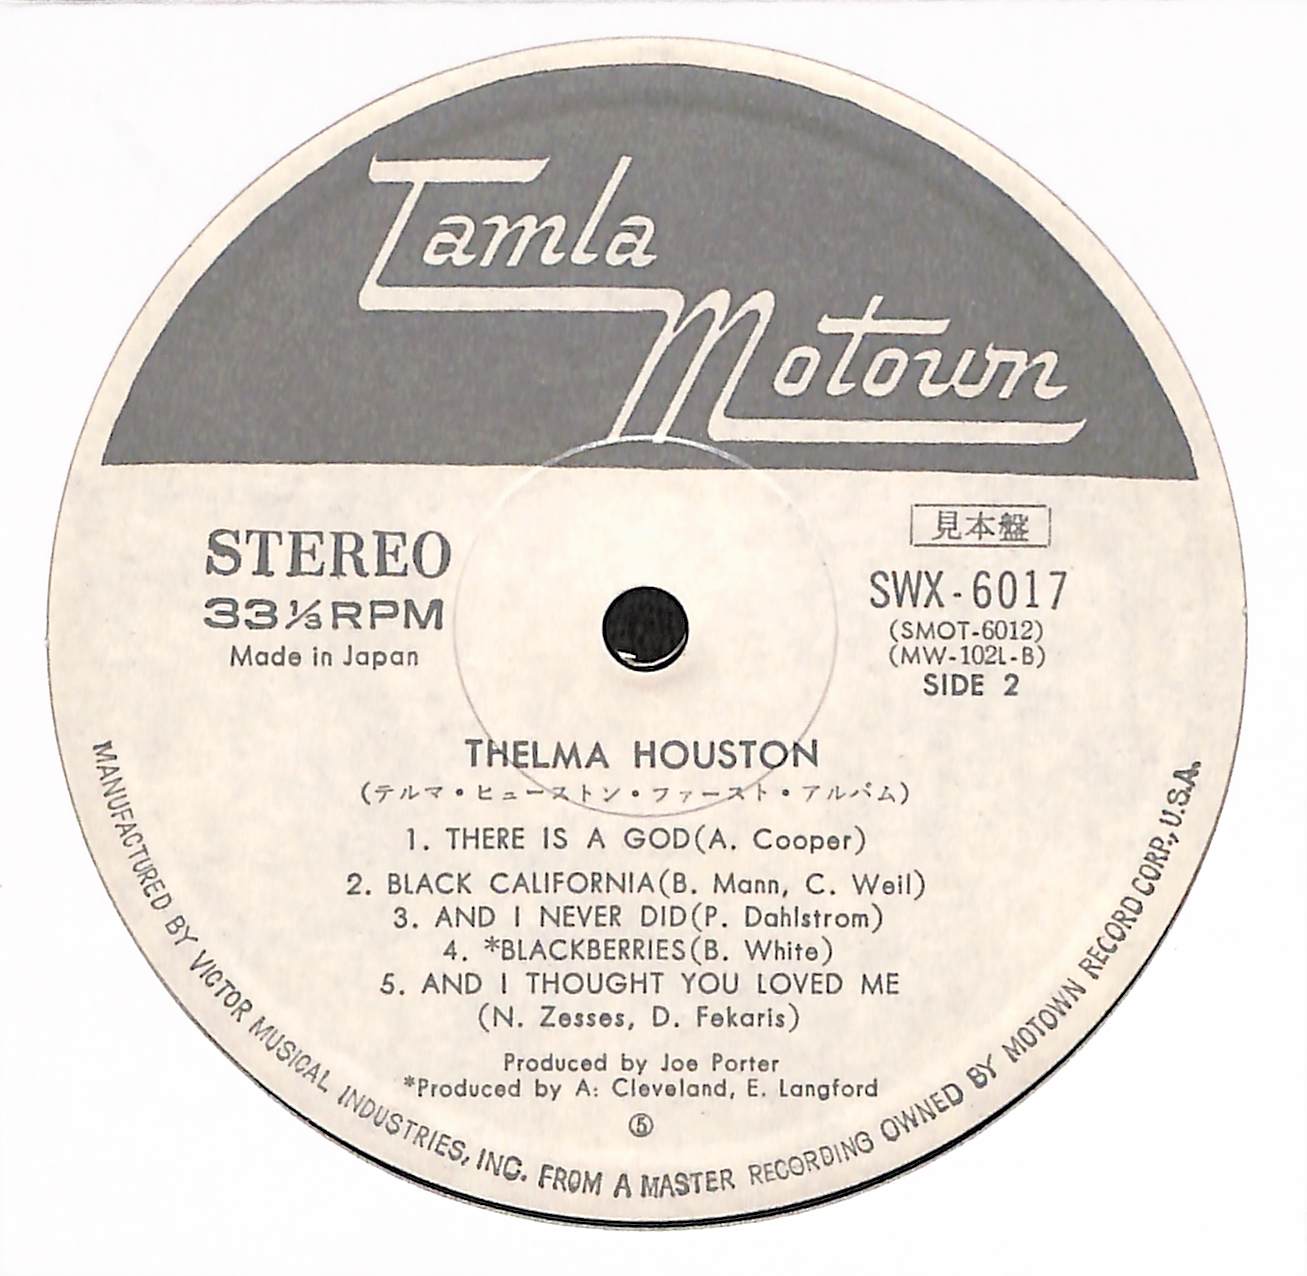 Tamla
Motown
STEREO
33⅓RPM
Made in Japan
見本盤
SWX-6017
(SMOT-6012)
(MW-102L-B)
SIDE 2
THELMA HOUSTON
(テルマ・ヒューストン・ファースト・アルバム)
1. THERE IS A GOD(A. Cooper)
2. BLACK CALIFORNIA(B. Mann, C. Weil)
3. AND I NEVER DID(P. Dahlstrom)
4. *BLACKBERRIES(B. White)
5. AND I THOUGHT YOU LOVED ME
(N. Zesses, D. Fekaris)
Produced by Joe Porter
*Produced by A: Cleveland, E. Langford
⑤
MANUFACTURED BY VICTOR MUSICAL INDUSTRIES, INC. FROM A MASTER RECORDING OWNED BY MOTOWN RECORD CORP., U.S.A.